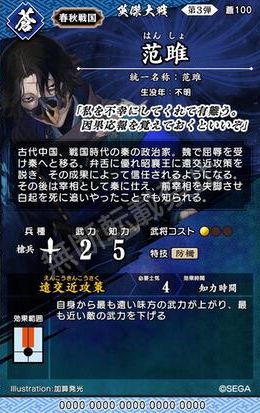 蒼
春秋戦国
英傑大戦
第3弾
蒼100
はん しょ
范雎
統一名称：范雎
生没年：不明
「私を不幸にしてくれて有難う。
因果応報を覚えておくといいや」
古代中国、戦国時代の秦の政治家。魏で屈辱を受
け秦へと移る。弁舌に優れ昭襄王に遠交近攻策を
説き、その成果によって信任されるようになる。
その後は宰相として秦に仕え、前宰相を失脚させ
白起を死に追いやったことでも知られる。
兵種
武力
知力
武将コスト
槍兵
2
5
特技
防柵
えんこうきんこうさく
遠交近攻策
必要士気
4
効果時間
知力時間
効果範囲
自身から最も遠い味方の武力が上がり、最
も近い敵の武力を下げる
Illustration:加算発光
©SEGA
0000-0000-0000-0000-0000